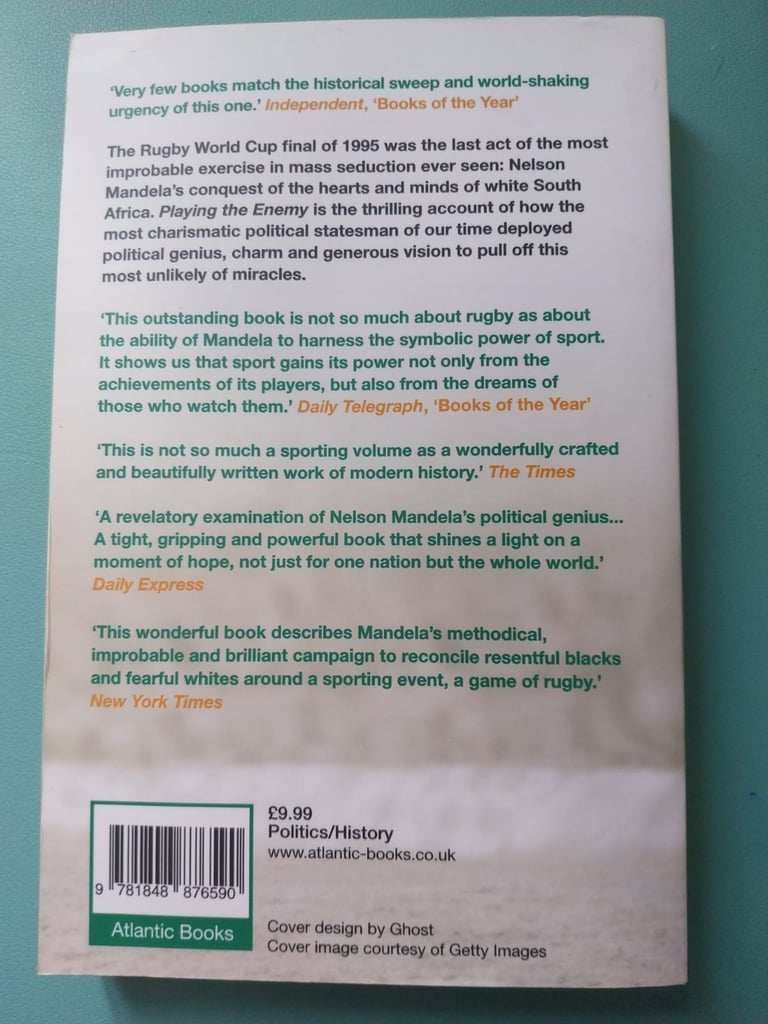 ‘Very few books match the historical sweep and world-shaking
urgency of this one.’ Independent, ‘Books of the Year’
The Rugby World Cup final of 1995 was the last act of the most
improbable exercise in mass seduction ever seen: Nelson
Mandela’s conquest of the hearts and minds of white South
Africa. Playing the Enemy is the thrilling account of how the
most charismatic political statesman of our time deployed
political genius, charm and generous vision to pull off this
most unlikely of miracles.
‘This outstanding book is not so much about rugby as about
the ability of Mandela to harness the symbolic power of sport.
It shows us that sport gains its power not only from the
achievements of its players, but also from the dreams of
those who watch them.’ Daily Telegraph, ‘Books of the Year’
‘This is not so much a sporting volume as a wonderfully crafted
and beautifully written work of modern history.’ The Times
‘A revelatory examination of Nelson Mandela’s political genius...
A tight, gripping and powerful book that shines a light on a
moment of hope, not just for one nation but the whole world.’
Daily Express
‘This wonderful book describes Mandela’s methodical,
improbable and brilliant campaign to reconcile resentful blacks
and fearful whites around a sporting event, a game of rugby.’
New York Times
£9.99
Politics/History
www.atlantic-books.co.uk
9 781848 876590
Atlantic Books
Cover design by Ghost
Cover image courtesy of Getty Images